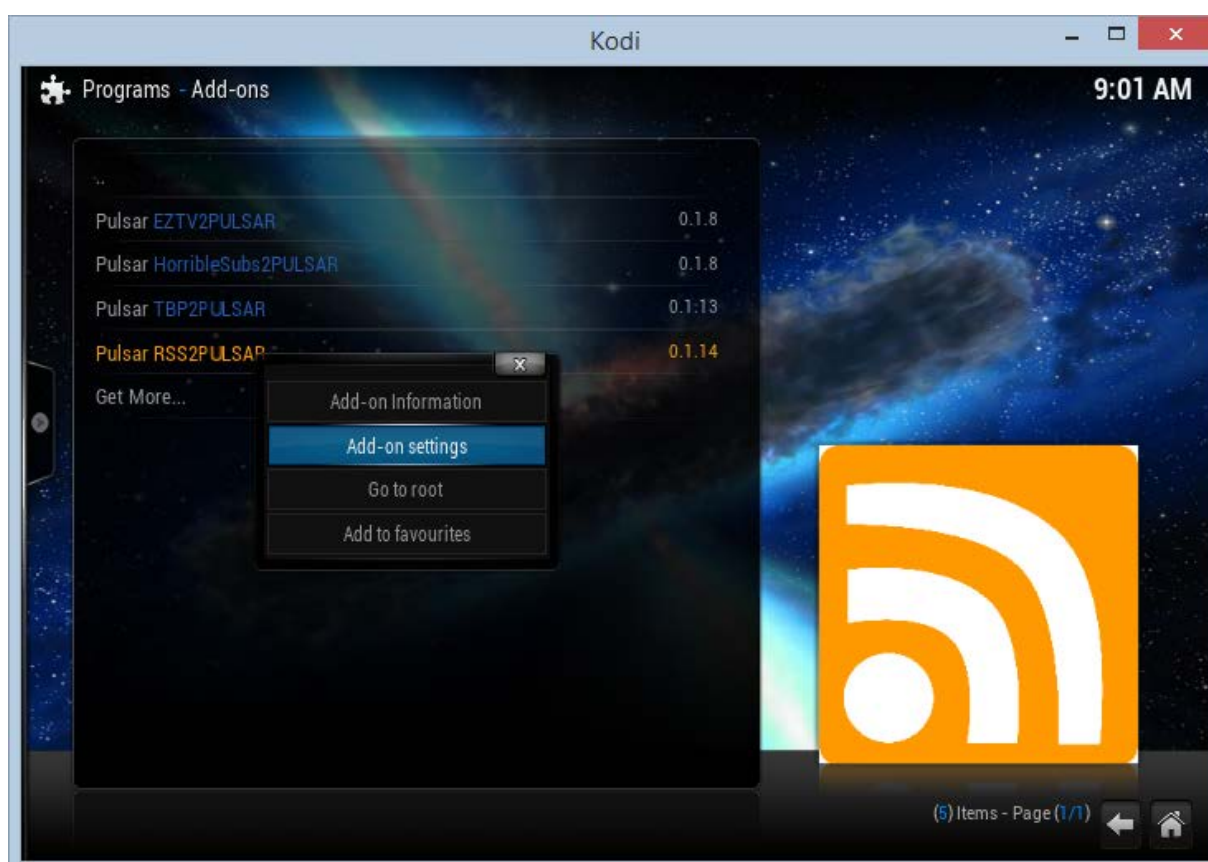 Kodi
Programs - Add-ons
9:01 AM
..
Pulsar EZTV2PULSAR 0.1.8
Pulsar HorribleSubs2PULSAR 0.1.8
Pulsar TBP2PULSAR 0.1.13
Pulsar RSS2PULSAR 0.1.14
Get More...
Add-on Information
Add-on settings
Go to root
Add to favourites
(5) Items - Page (1/1)